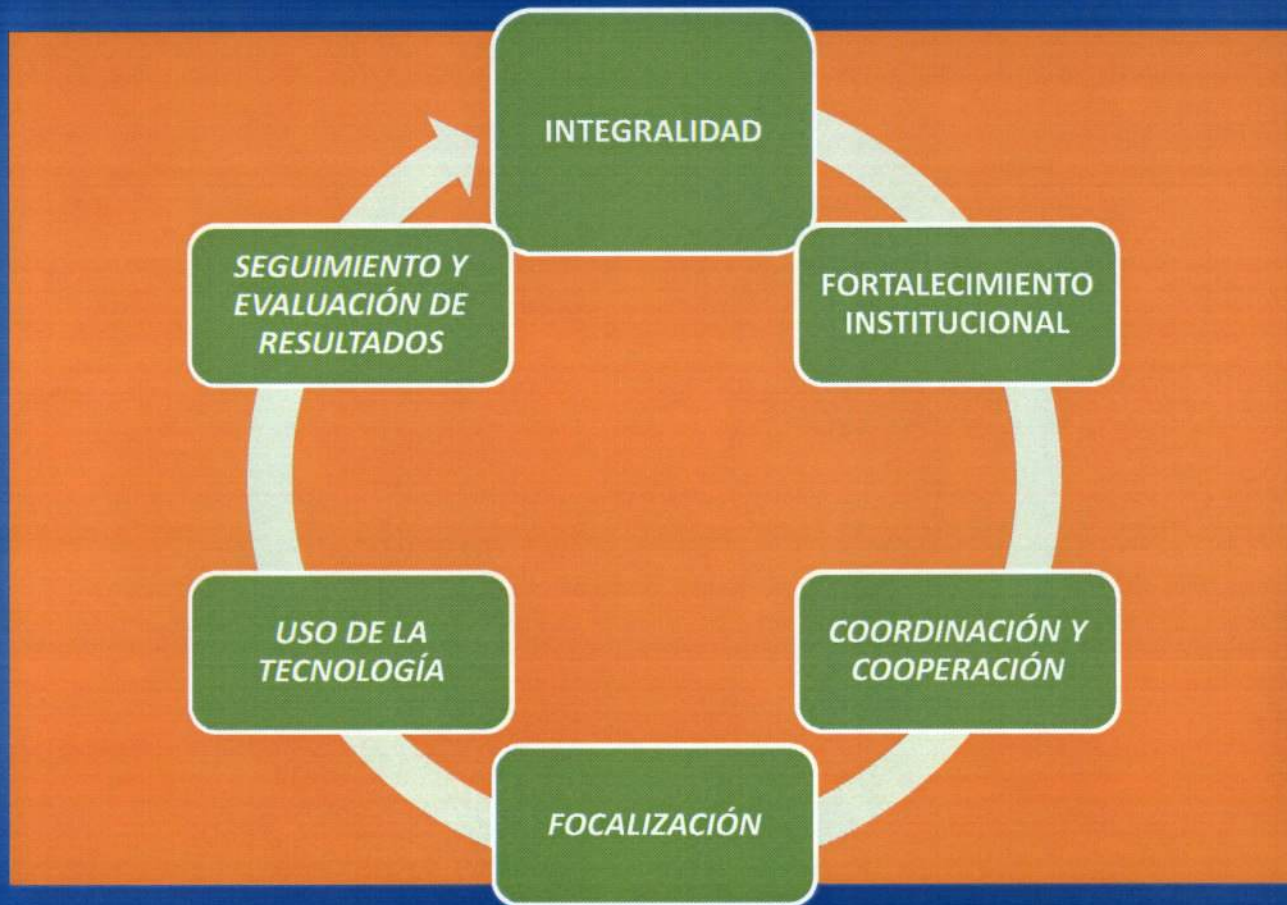 INTEGRALIDAD
FORTALECIMIENTO
INSTITUCIONAL
COORDINACIÓN Y
COOPERACIÓN
FOCALIZACIÓN
USO DE LA
TECNOLOGÍA
SEGUIMIENTO Y
EVALUACIÓN DE
RESULTADOS